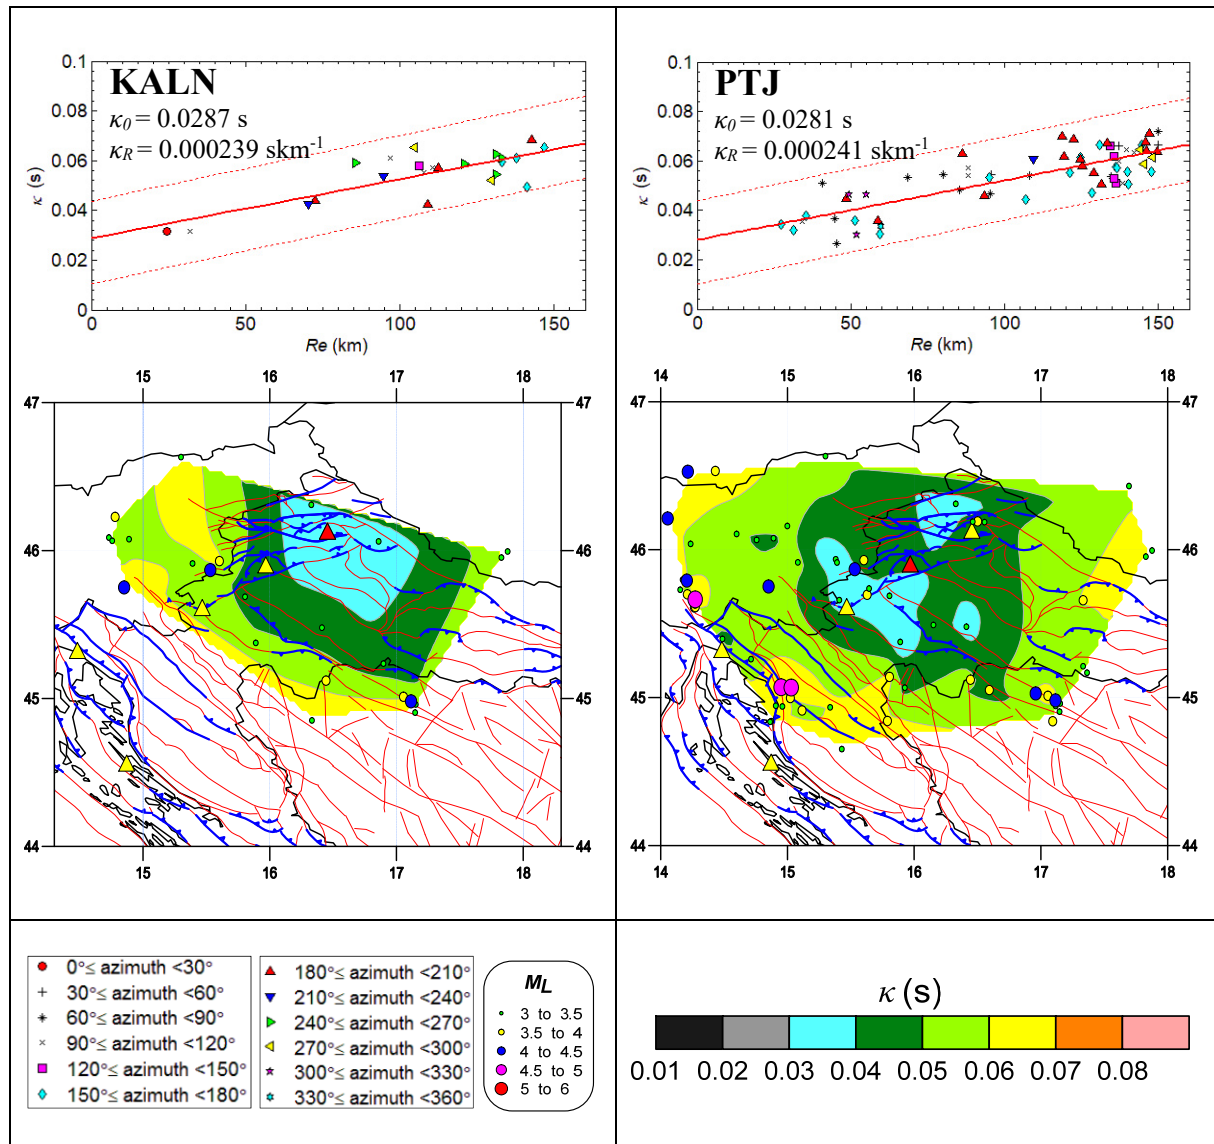 KALN
κ0 = 0.0287 s
κR = 0.000239 skm-1
0.1
0.08
0.06
0.04
0.02
0
κ (s)
0 50 100 150
Re (km)
PTJ
κ0 = 0.0281 s
κR = 0.000241 skm-1
0.1
0.08
0.06
0.04
0.02
0
κ (s)
0 50 100 150
Re (km)
15 16 17 18
47 47
46 46
45 45
44 44
15 16 17 18
14 15 16 17 18
47 47
46 46
45 45
44 44
14 15 16 17 18
0°≤ azimuth <30°
30°≤ azimuth <60°
60°≤ azimuth <90°
90°≤ azimuth <120°
120°≤ azimuth <150°
150°≤ azimuth <180°
180°≤ azimuth <210°
210°≤ azimuth <240°
240°≤ azimuth <270°
270°≤ azimuth <300°
300°≤ azimuth <330°
330°≤ azimuth <360°
ML
3 to 3.5
3.5 to 4
4 to 4.5
4.5 to 5
5 to 6
κ (s)
0.01 0.02 0.03 0.04 0.05 0.06 0.07 0.08